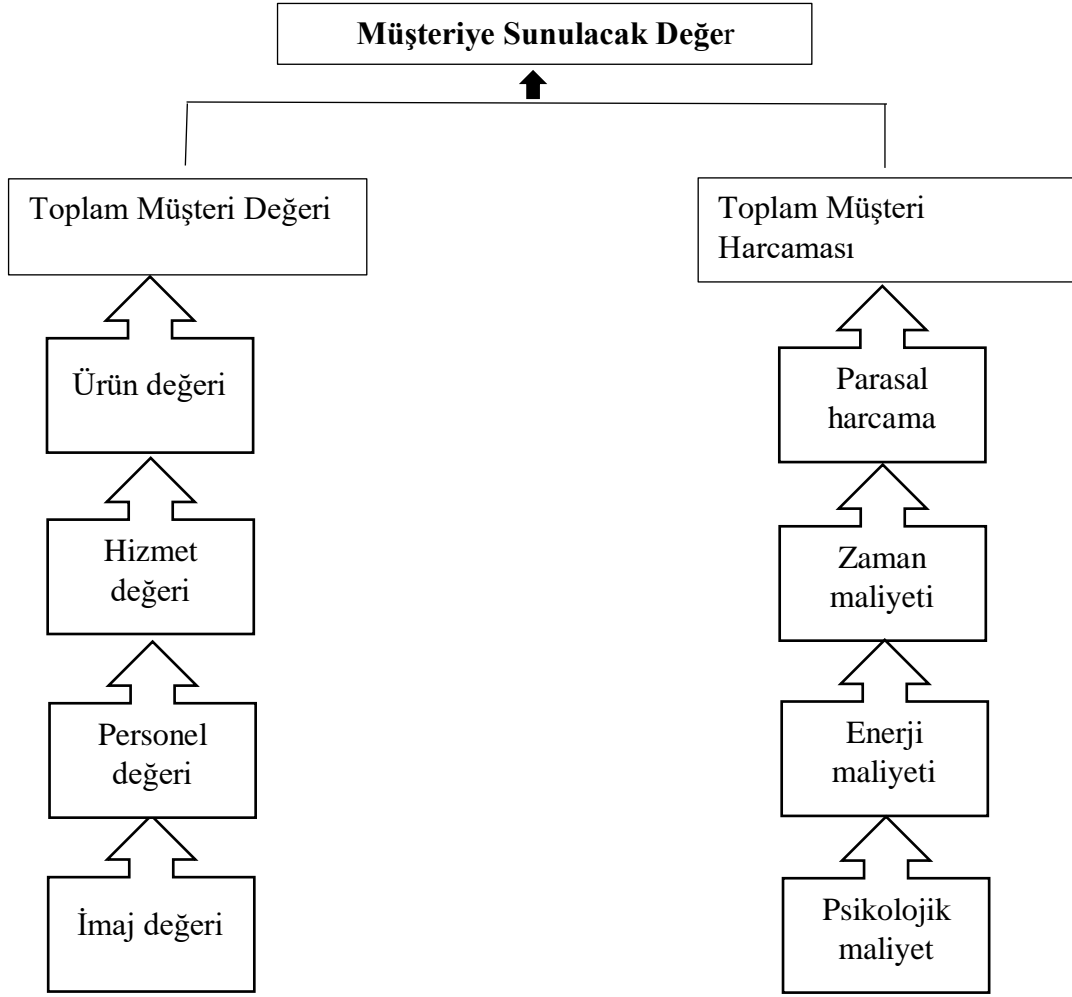 Müşteriye Sunulacak Değer
Toplam Müşteri Değeri
Toplam Müşteri
Harcaması
Ürün değeri
Parasal
harcama
Hizmet
değeri
Zaman
maliyeti
Personel
değeri
Enerji
maliyeti
İmaj değeri
Psikolojik
maliyet